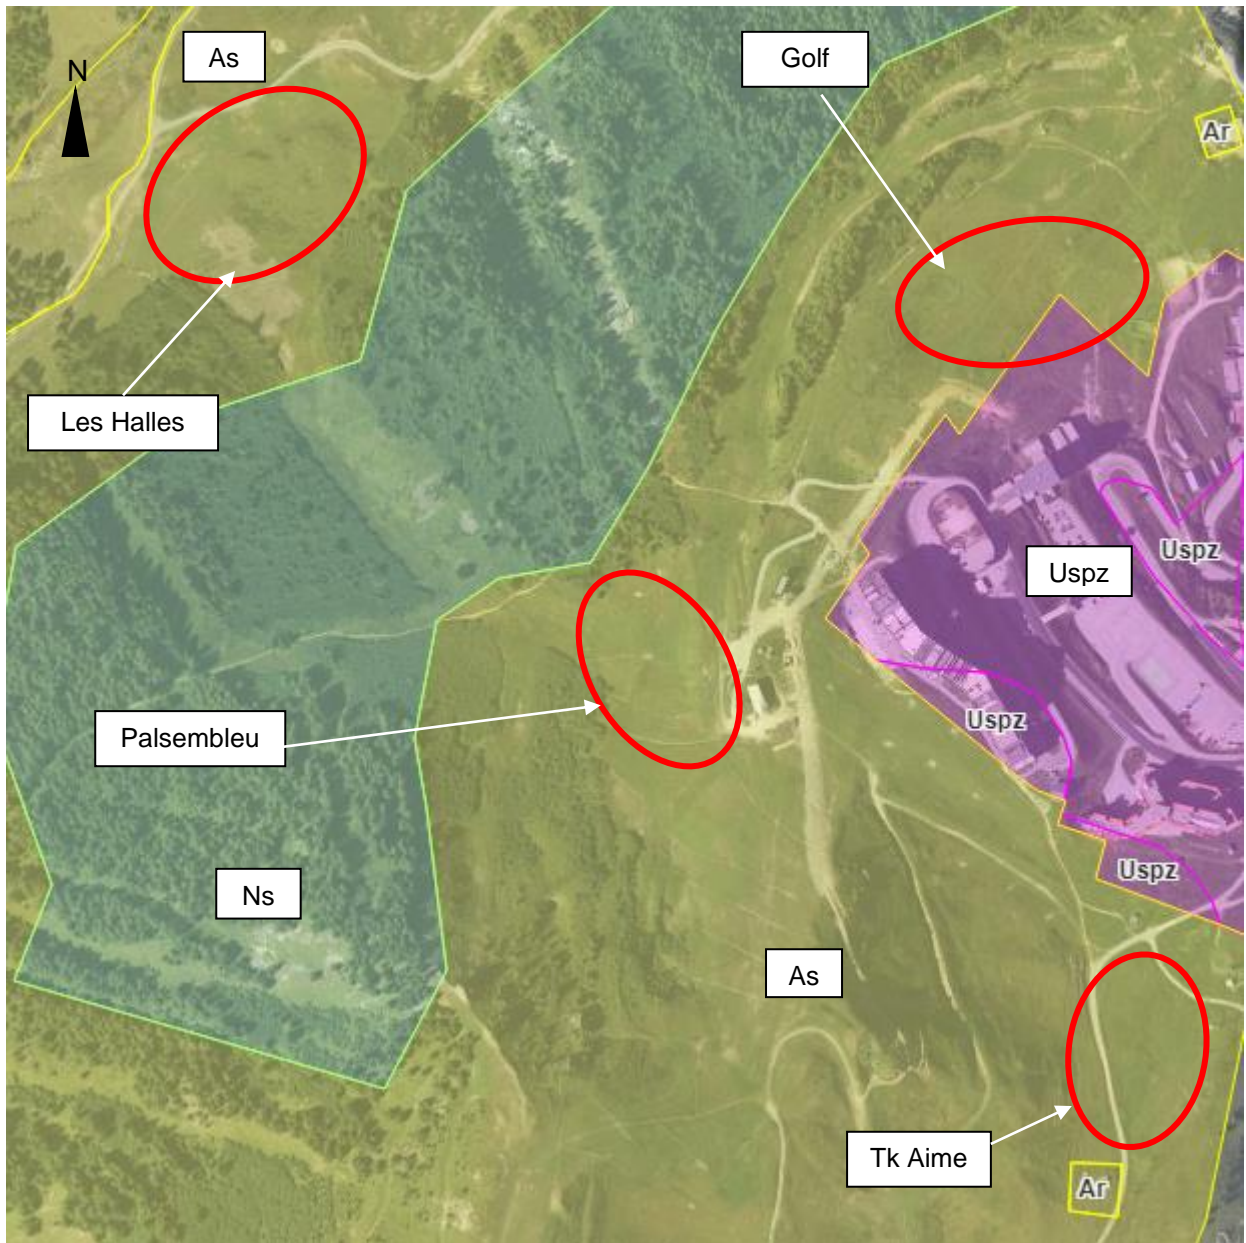 As
Golf
N
Ar
Les Halles
Uspz
Uspz
Palsembleu
Uspz
Uspz
Ns
As
Tk Aime
Ar